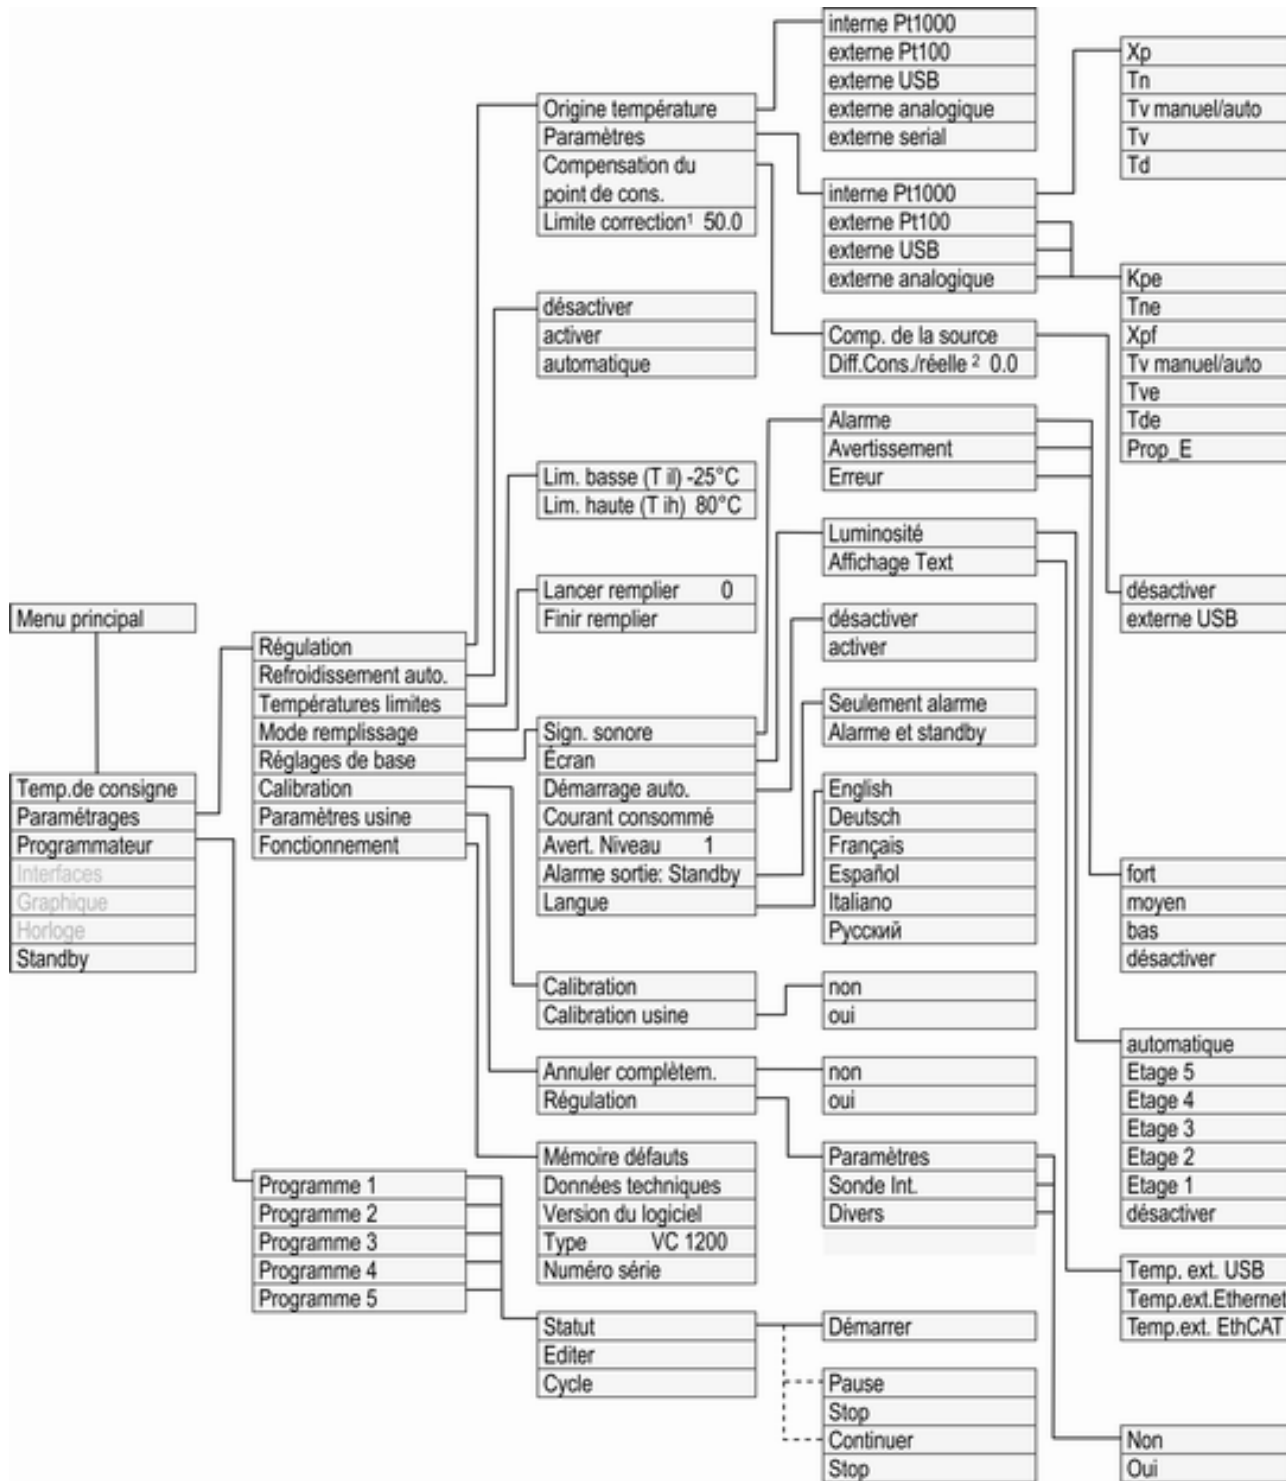 Menu principal
Temp.de consigne
Paramétrages
Programmateur
Interfaces
Graphique
Horloge
Standby
Régulation
Refroidissement auto.
Températures limites
Mode remplissage
Réglages de base
Calibration
Paramètres usine
Fonctionnement
Programme 1
Programme 2
Programme 3
Programme 4
Programme 5
Origine température
Paramètres
Compensation du
point de cons.
Limite correction¹ 50.0
désactiver
activer
automatique
Lim. basse (T il) -25°C
Lim. haute (T ih) 80°C
Lancer remplier 0
Finir remplier
Sign. sonore
Écran
Démarrage auto.
Courant consommé
Avert. Niveau 1
Alarme sortie: Standby
Langue
Calibration
Calibration usine
Annuler complètem.
Régulation
Mémoire défauts
Données techniques
Version du logiciel
Type VC 1200
Numéro série
Statut
Editer
Cycle
interne Pt1000
externe Pt100
externe USB
externe analogique
externe serial
interne Pt1000
externe Pt100
externe USB
externe analogique
Comp. de la source
Diff.Cons./réelle ² 0.0
Alarme
Avertissement
Erreur
Luminosité
Affichage Text
désactiver
activer
Seulement alarme
Alarme et standby
English
Deutsch
Français
Español
Italiano
Русский
non
oui
non
oui
Paramètres
Sonde Int.
Divers
Démarrer
Pause
Stop
Continuer
Stop
Xp
Tn
Tv manuel/auto
Tv
Td
Kpe
Tne
Xpf
Tv manuel/auto
Tve
Tde
Prop_E
désactiver
externe USB
fort
moyen
bas
désactiver
automatique
Etage 5
Etage 4
Etage 3
Etage 2
Etage 1
désactiver
Temp. ext. USB
Temp.ext.Ethernet
Temp.ext. EthCAT
Non
Oui